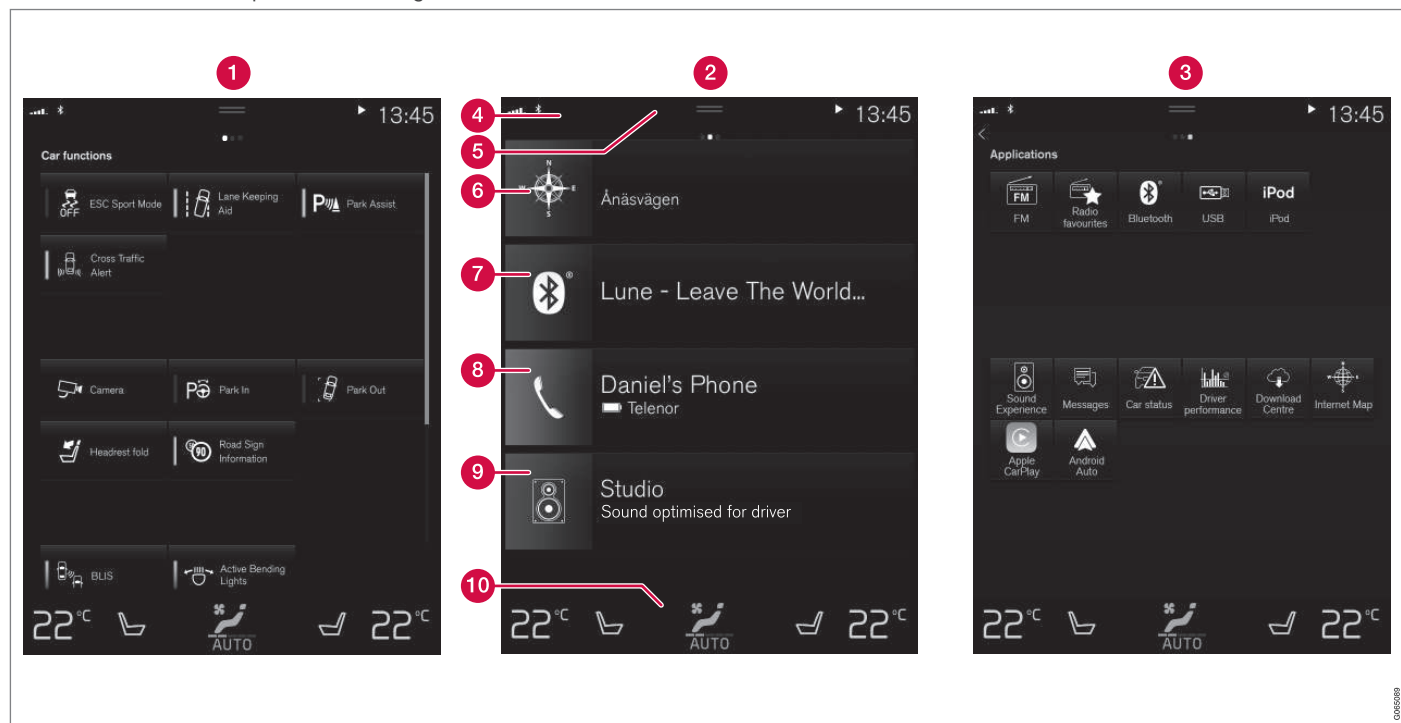 1
2
3
13:45
Car functions
OFF
ESC Sport Mode
Lane Keeping
Aid
P
Park Assist
Cross Traffic
Alert
Camera
P
Park In
Park Out
Headrest fold
90
Road Sign
Information
BLIS
Active Bending
Lights
22°C
AUTO
22°C
4
13:45
5
6
N
W
E
S
Ånäsvägen
7
®
Lune - Leave The World...
8
Daniel's Phone
Telenor
9
Studio
Sound optimised for driver
10
22°C
AUTO
22°C
13:45
Applications
FM
iPod
FM
Radio
favourites
Bluetooth
USB
iPod
Sound
Experience
Messages
Car status
Driver
performance
Download
Centre
Internet Map
Apple
CarPlay
Android
Auto
22°C
AUTO
22°C
G065089